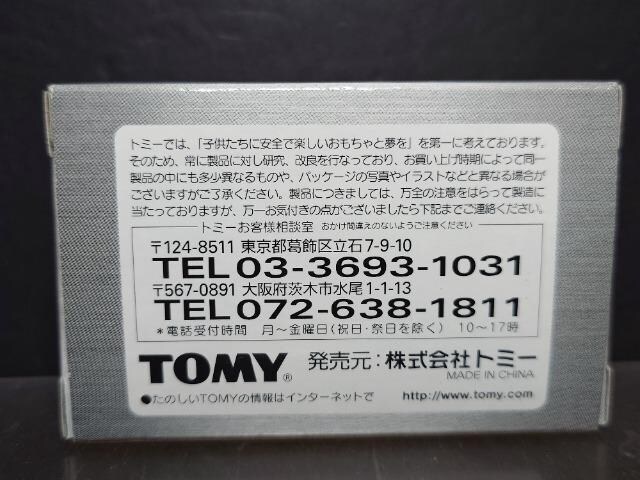 トミーでは、「子供たちに安全で楽しいおもちゃと夢を」を第一に考えております。
そのため、常に製品に対し研究、改良を行なっており、お買い上げ時期によって同一
製品の中にも多少異なるものや、パッケージの写真やイラストなどと異なる場合が
ございますがご了承ください。製品につきましては、万全の注意をはらって製造に
当たっておりますが、万一お気付きの点がございましたら下記までご連絡ください。
トミーお客様相談室 おかけ間違えのないようご注意ください
〒124-8511 東京都葛飾区立石7-9-10
TEL03-3693-1031
〒567-0891 大阪府茨木市水尾1-1-13
TEL072-638-1811
*電話受付時間 月〜金曜日(祝日・祭日を除く) 10〜17時
TOMY® 発売元:株式会社トミー
MADE IN CHINA
●たのしいTOMYの情報はインターネットで http://www.tomy.com